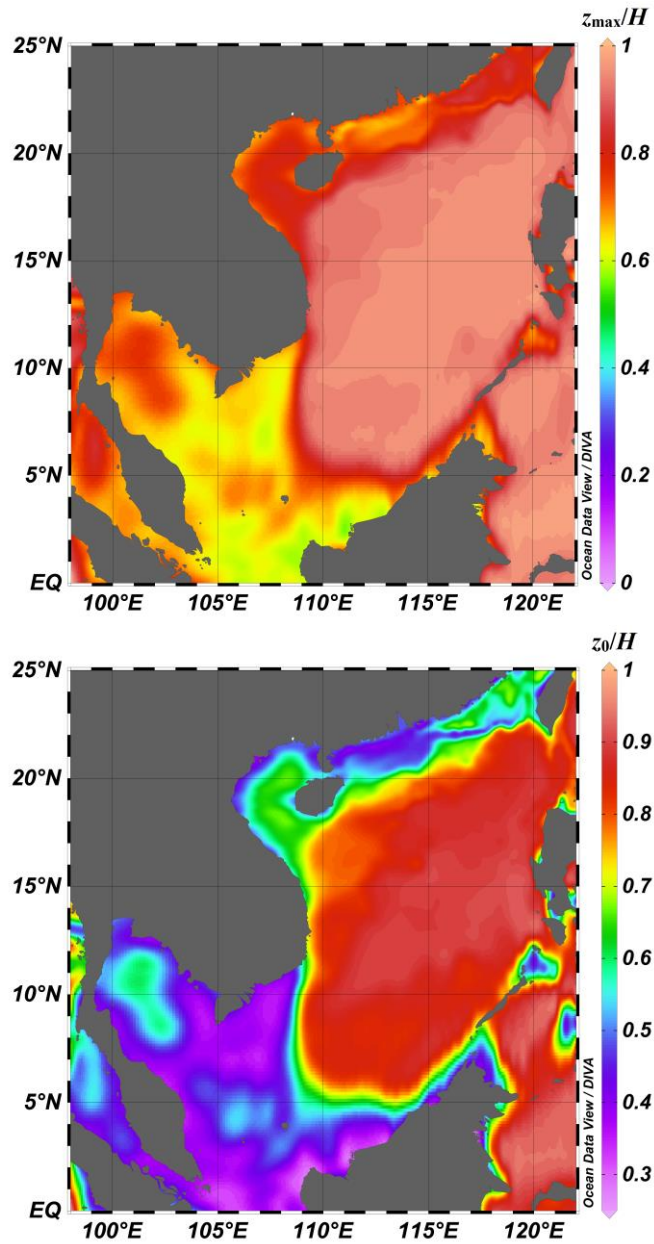 z_max/H
25°N
20°N
15°N
10°N
5°N
EQ
100°E 105°E 110°E 115°E 120°E
1
0.8
0.6
0.4
0.2
0
Ocean Data View / DIVA
z_0/H
25°N
20°N
15°N
10°N
5°N
EQ
100°E 105°E 110°E 115°E 120°E
1
0.9
0.8
0.7
0.6
0.5
0.4
0.3
Ocean Data View / DIVA